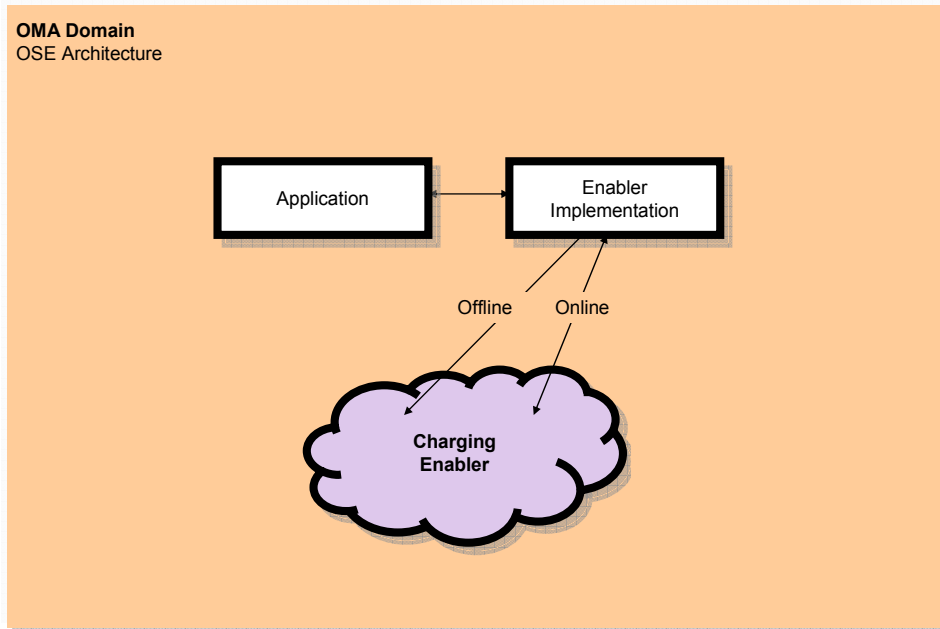 OMA Domain
OSE Architecture
Application
Enabler
Implementation
Offline
Online
Charging
Enabler